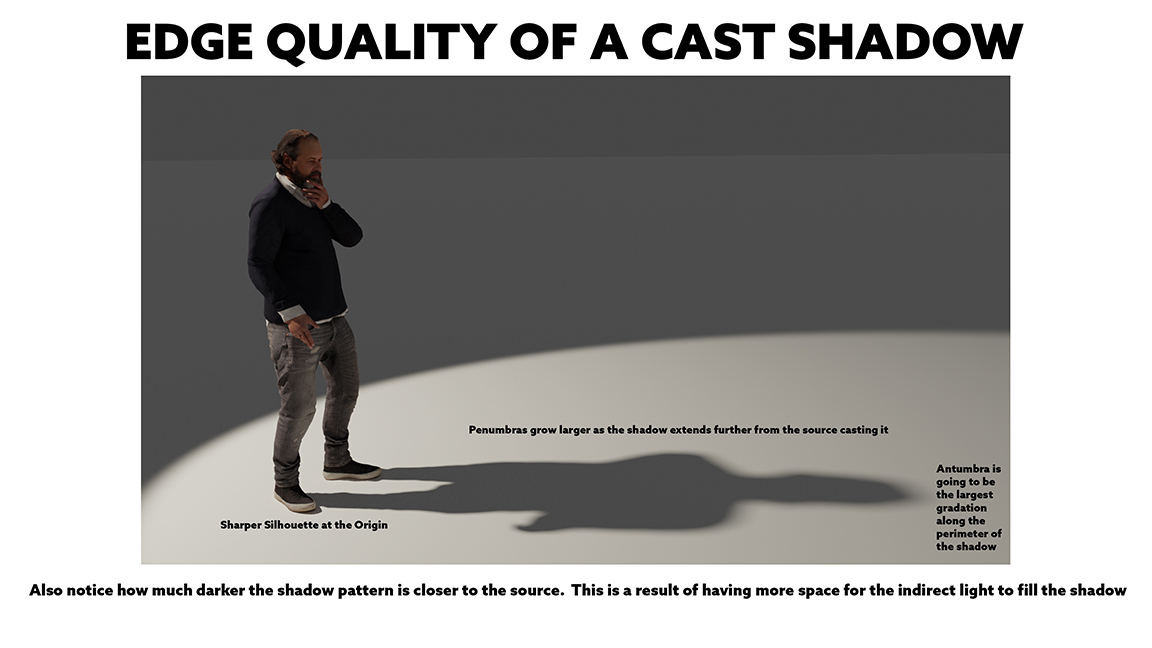 EDGE QUALITY OF A CAST SHADOW
Penumbras grow larger as the shadow extends further from the source casting it
Antumbra is
going to be
the largest
gradation
along the
perimeter of
the shadow
Sharper Silhouette at the Origin
Also notice how much darker the shadow pattern is closer to the source.  This is a result of having more space for the indirect light to fill the shadow